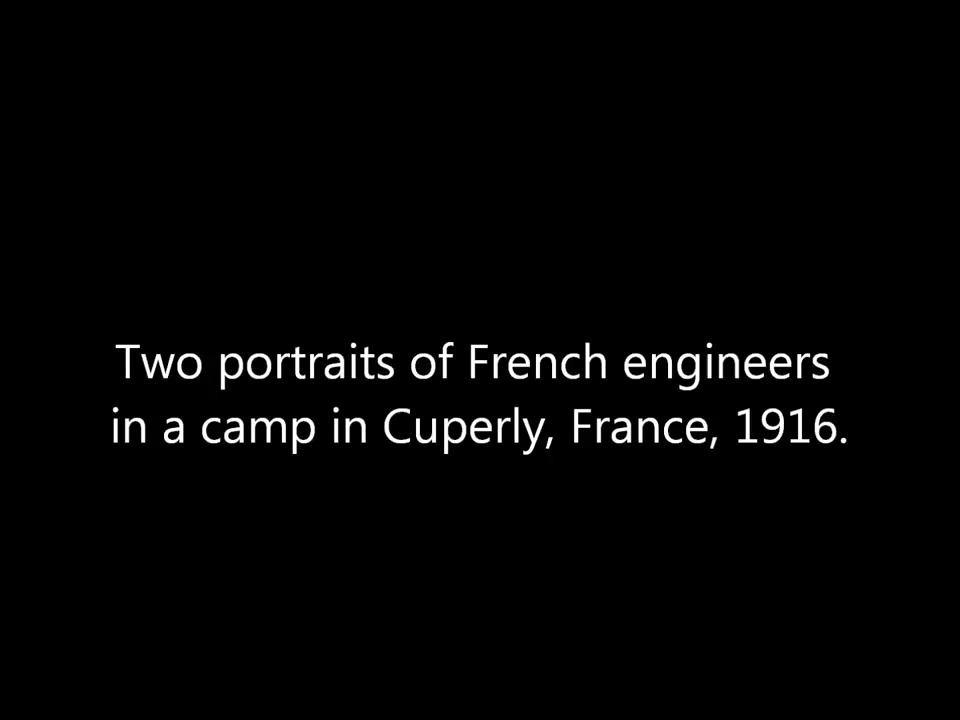 Two portraits of French engineers
in a camp in Cuperly, France, 1916.